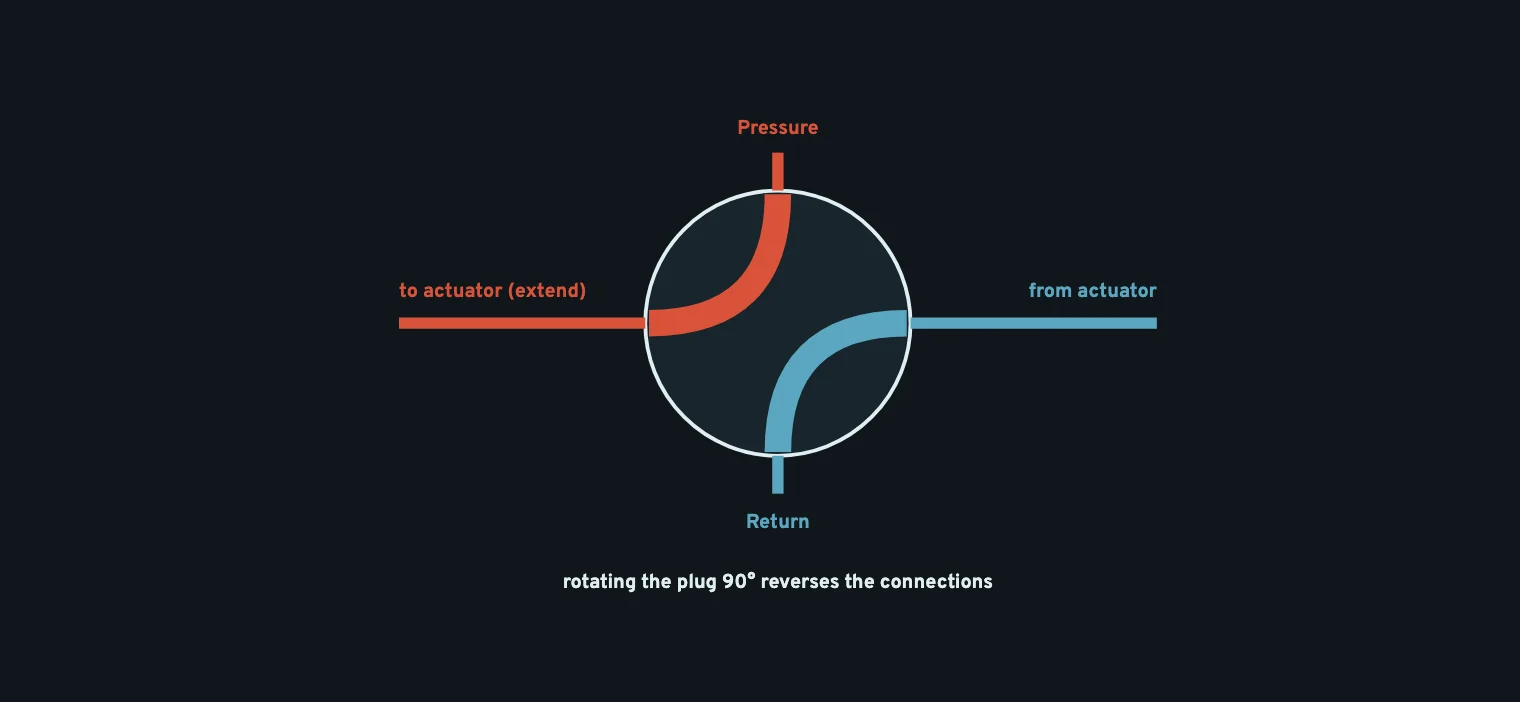 Pressure
to actuator (extend)
from actuator
Return
rotating the plug 90° reverses the connections